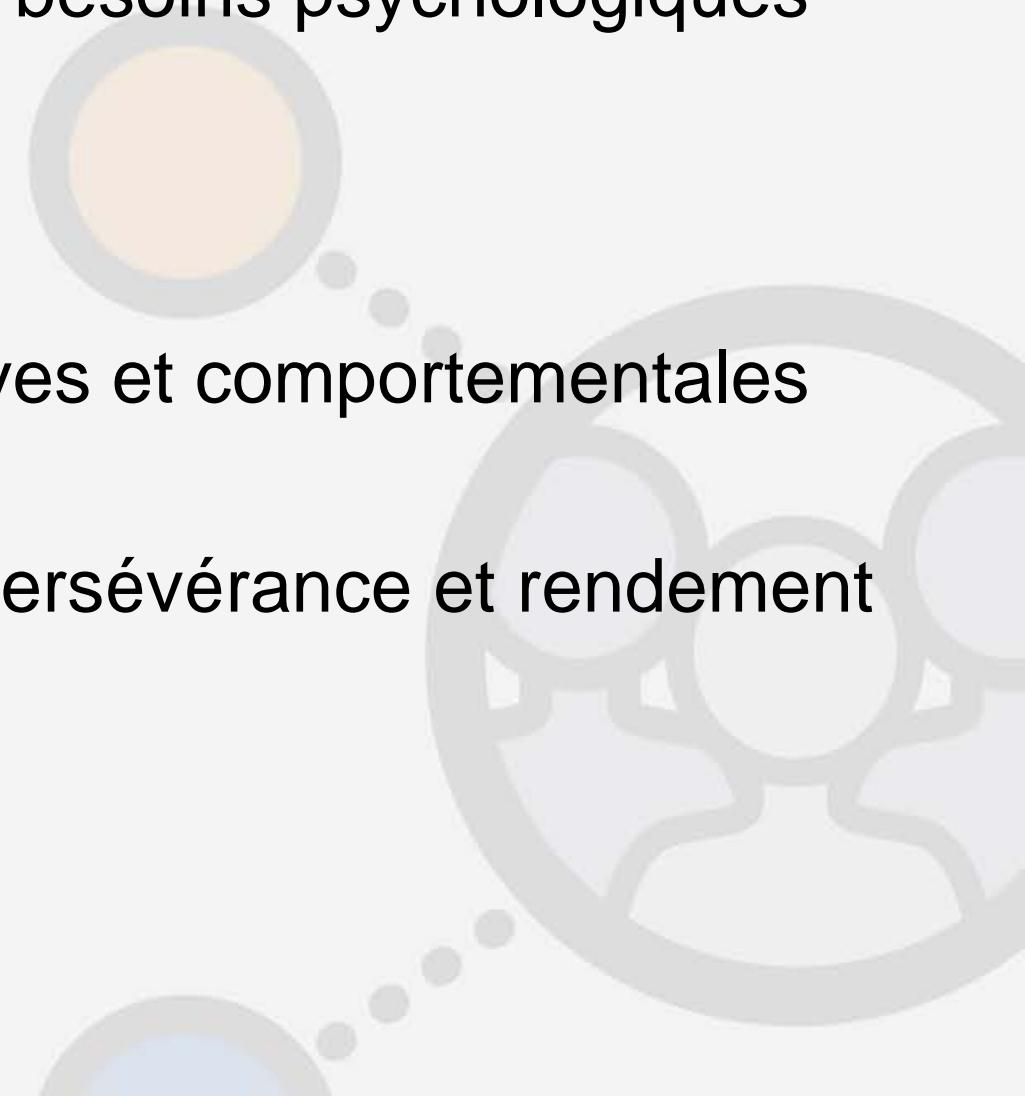 besoins psychologiques
ves et comportementales
ersévérance et rendement